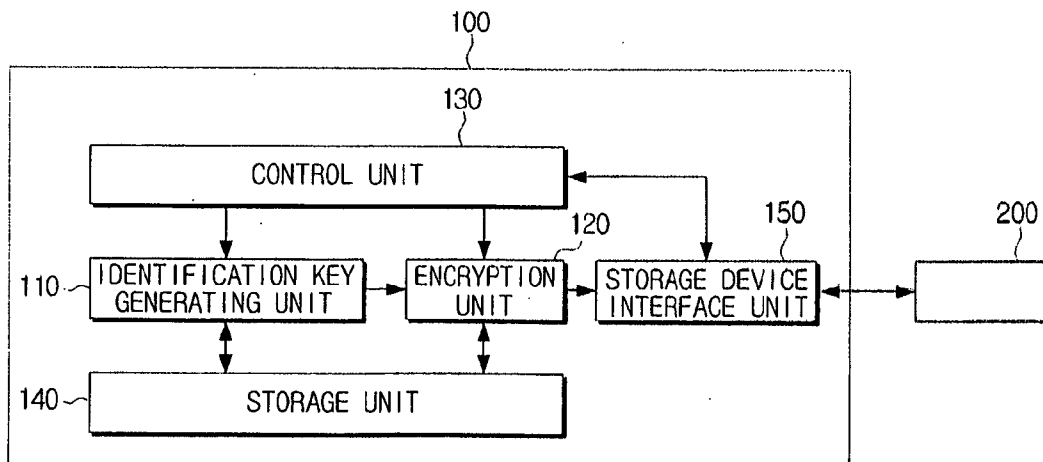 100
130
CONTROL UNIT
120
150
200
110
IDENTIFICATION KEY
GENERATING UNIT
ENCRYPTION
UNIT
STORAGE DEVICE
INTERFACE UNIT
140
STORAGE UNIT